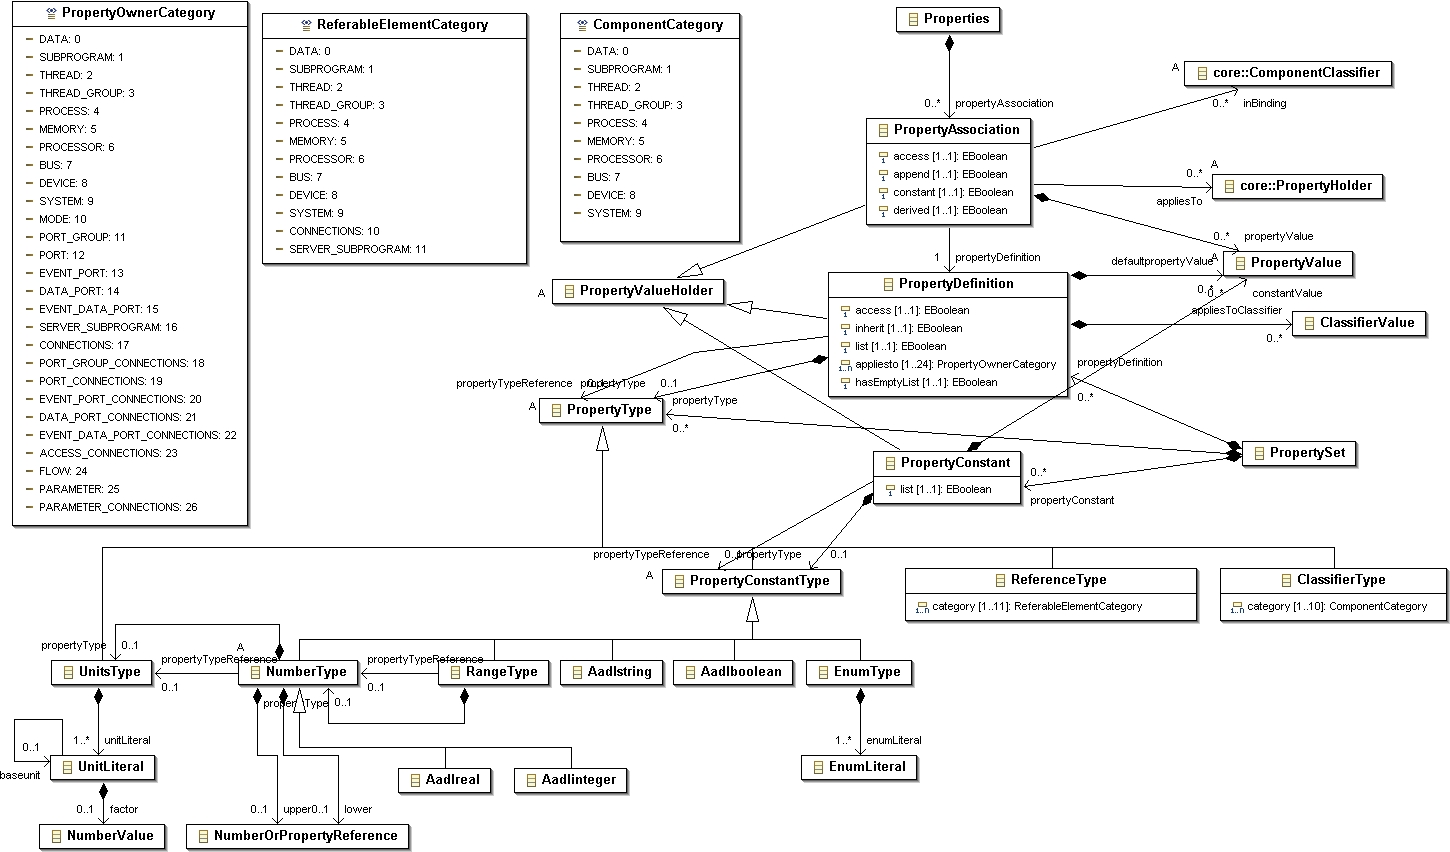 PropertyOwnerCategory
DATA: 0
SUBPROGRAM: 1
THREAD: 2
THREAD_GROUP: 3
PROCESS: 4
MEMORY: 5
PROCESSOR: 6
BUS: 7
DEVICE: 8
SYSTEM: 9
MODE: 10
PORT_GROUP: 11
PORT: 12
EVENT_PORT: 13
DATA_PORT: 14
EVENT_DATA_PORT: 15
SERVER_SUBPROGRAM: 16
CONNECTIONS: 17
PORT_GROUP_CONNECTIONS: 18
PORT_CONNECTIONS: 19
EVENT_PORT_CONNECTIONS: 20
DATA_PORT_CONNECTIONS: 21
EVENT_DATA_PORT_CONNECTIONS: 22
ACCESS_CONNECTIONS: 23
FLOW: 24
PARAMETER: 25
PARAMETER_CONNECTIONS: 26
ReferableElementCategory
DATA: 0
SUBPROGRAM: 1
THREAD: 2
THREAD_GROUP: 3
PROCESS: 4
MEMORY: 5
PROCESSOR: 6
BUS: 7
DEVICE: 8
SYSTEM: 9
CONNECTIONS: 10
SERVER_SUBPROGRAM: 11
ComponentCategory
DATA: 0
SUBPROGRAM: 1
THREAD: 2
THREAD_GROUP: 3
PROCESS: 4
MEMORY: 5
PROCESSOR: 6
BUS: 7
DEVICE: 8
SYSTEM: 9
Properties
0..* propertyAssociation
A
core::ComponentClassifier
0..* inBinding
PropertyAssociation
access [1..1]: EBoolean
append [1..1]: EBoolean
constant [1..1]: EBoolean
derived [1..1]: EBoolean
A
0..*
core::PropertyHolder
appliesTo
0..* propertyValue
1 propertyDefinition
defaultpropertyValue
A
PropertyValue
A
PropertyValueHolder
PropertyDefinition
access [1..1]: EBoolean
inherit [1..1]: EBoolean
list [1..1]: EBoolean
appliesto [1..24]: PropertyOwnerCategory
hasEmptyList [1..1]: EBoolean
0..*
0..* constantValue
appliesToClassifier
0..*
ClassifierValue
propertyDefinition
0..*
propertyTypeReference
0..1
propertyType
0..1
A
PropertyType
propertyType
0..*
PropertySet
PropertyConstant
list [1..1]: EBoolean
0..*
propertyConstant
propertyTypeReference
0..1
propertyType
0..1
A
PropertyConstantType
ReferenceType
category [1..11]: ReferableElementCategory
ClassifierType
category [1..10]: ComponentCategory
propertyType
0..1
A
UnitsType
propertyTypeReference
0..1
NumberType
propertyTypeReference
0..1
RangeType
Aadlstring
Aadlboolean
EnumType
propertyType
0..1
1..* unitLiteral
0..1
baseunit
UnitLiteral
Aadlreal
Aadlinteger
1..* enumLiteral
EnumLiteral
0..1 factor
0..1 upper
0..1 lower
NumberValue
NumberOrPropertyReference